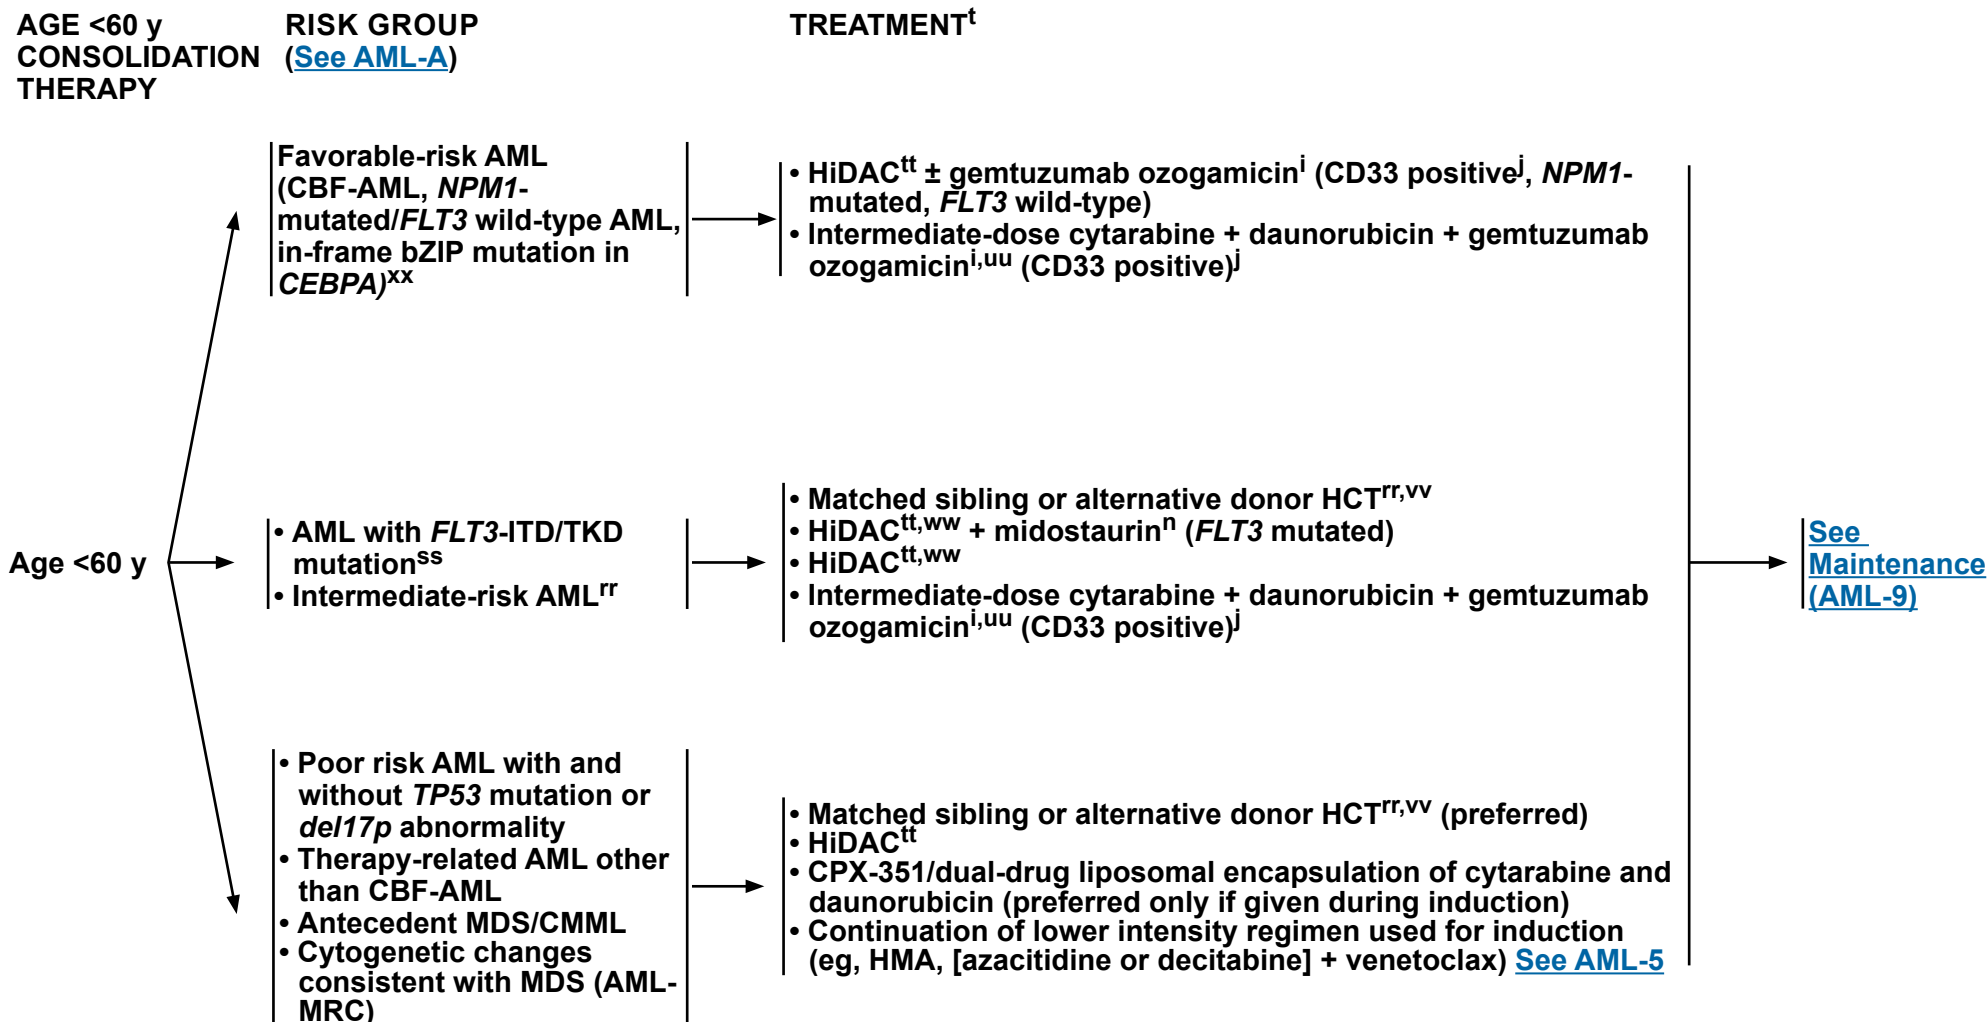 AGE <60 y
CONSOLIDATION
THERAPY
RISK GROUP
(See AML-A)
TREATMENTt
Age <60 y
Favorable-risk AML
(CBF-AML, NPM1-
mutated/FLT3 wild-type AML,
in-frame bZIP mutation in
CEBPA)xx
• HiDACtt ± gemtuzumab ozogamicini (CD33 positivej, NPM1-
mutated, FLT3 wild-type)
• Intermediate-dose cytarabine + daunorubicin + gemtuzumab
ozogamicini,uu (CD33 positive)j
• AML with FLT3-ITD/TKD
mutationss
• Intermediate-risk AMLrr
• Matched sibling or alternative donor HCTrr,vv
• HiDACtt,ww + midostaurinn (FLT3 mutated)
• HiDACtt,ww
• Intermediate-dose cytarabine + daunorubicin + gemtuzumab
ozogamicini,uu (CD33 positive)j
• Poor risk AML with and
without TP53 mutation or
del17p abnormality
• Therapy-related AML other
than CBF-AML
• Antecedent MDS/CMML
• Cytogenetic changes
consistent with MDS (AML-
MRC)
• Matched sibling or alternative donor HCTrr,vv (preferred)
• HiDACtt
• CPX-351/dual-drug liposomal encapsulation of cytarabine and
daunorubicin (preferred only if given during induction)
• Continuation of lower intensity regimen used for induction
(eg, HMA, [azacitidine or decitabine] + venetoclax) See AML-5
See
Maintenance
(AML-9)